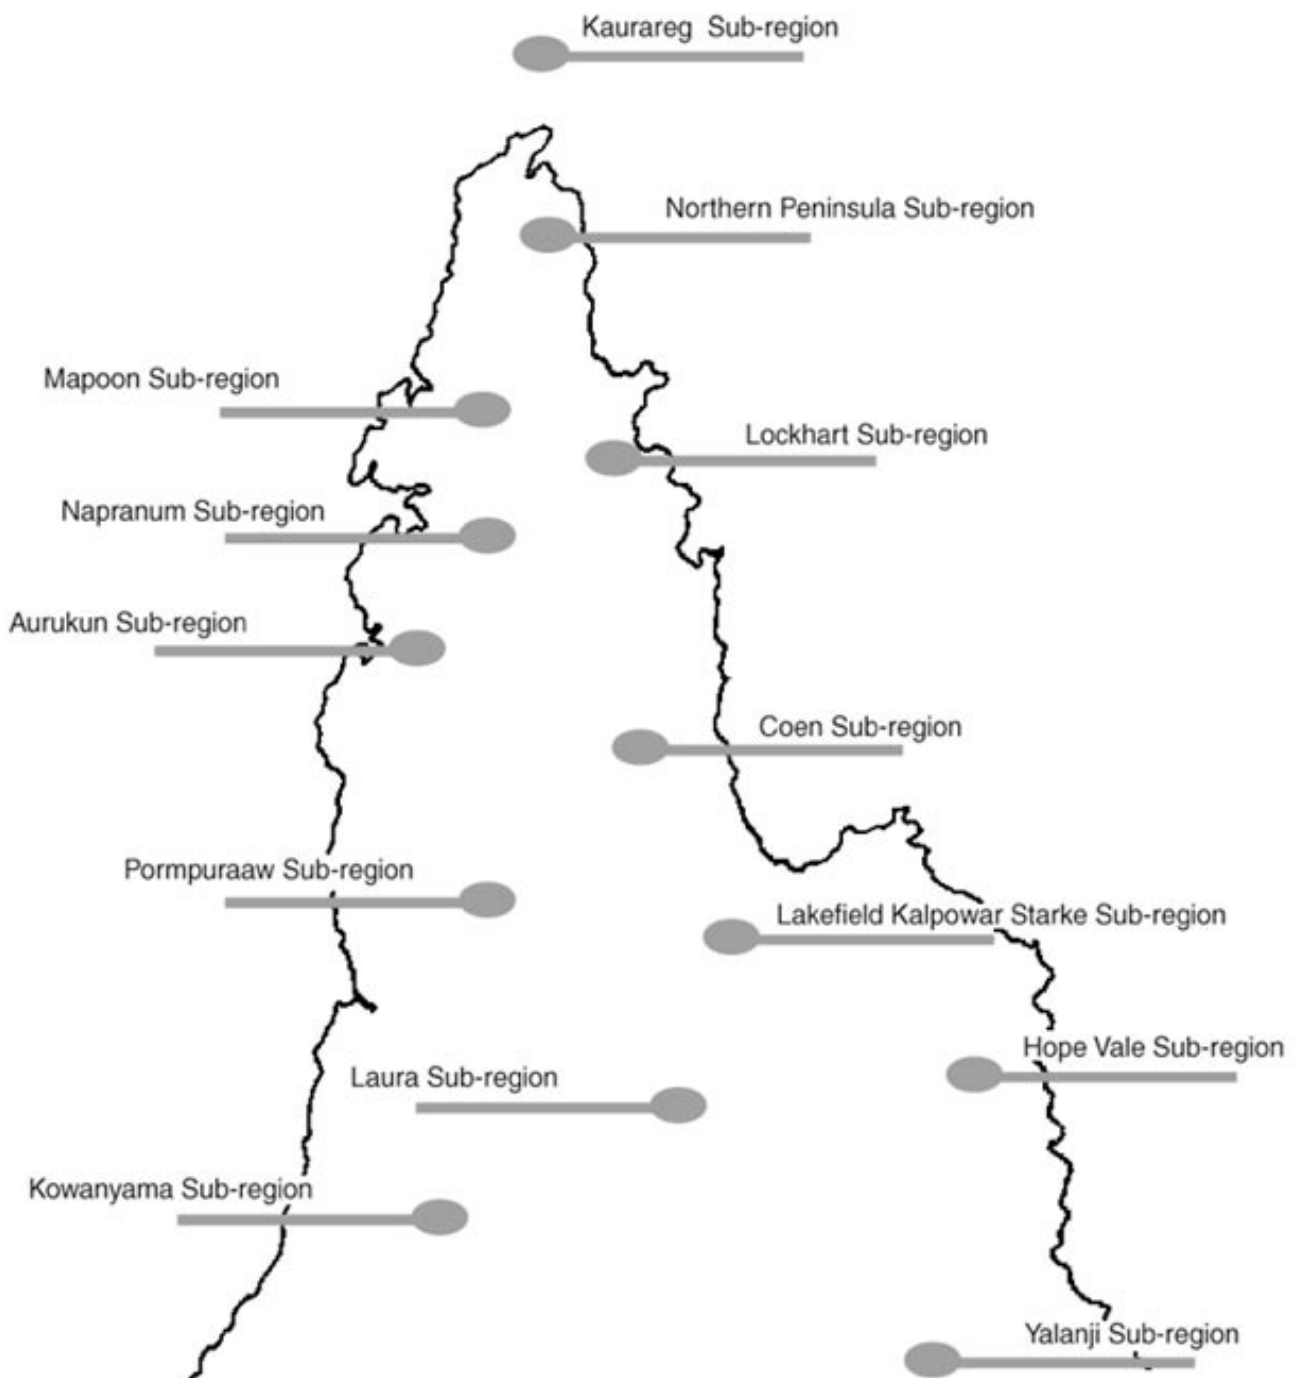 Kaurareg Sub-region
Northern Peninsula Sub-region
Mapoon Sub-region
Lockhart Sub-region
Napranum Sub-region
Aurukun Sub-region
Coen Sub-region
Pormpuraaw Sub-region
Lakefield Kalpowar Starke Sub-region
Hope Vale Sub-region
Laura Sub-region
Kowanyama Sub-region
Yalanji Sub-region